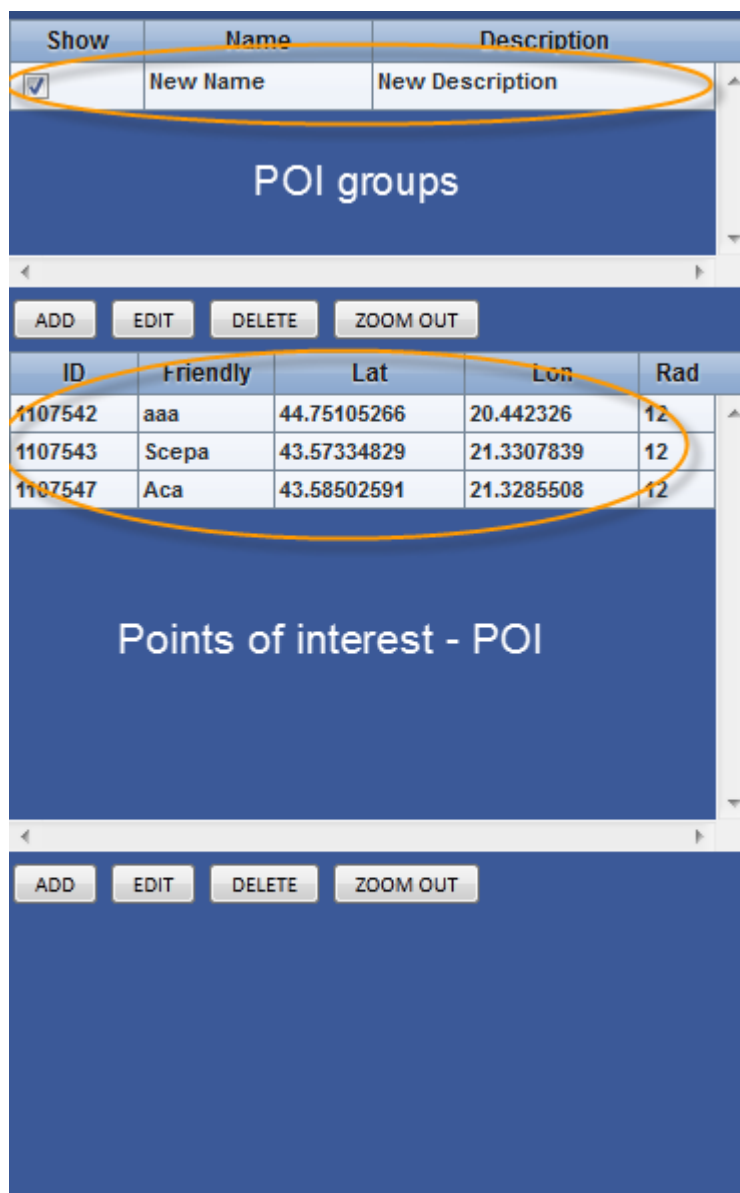 Show Name Description
New Name New Description
POI groups
ADD EDIT DELETE ZOOM OUT
ID Friendly Lat Lon Rad
1107542 aaa 44.75105266 20.442326 12
1107543 Scepa 43.57334829 21.3307839 12
1107547 Aca 43.58502591 21.3285508 12
Points of interest - POI
ADD EDIT DELETE ZOOM OUT